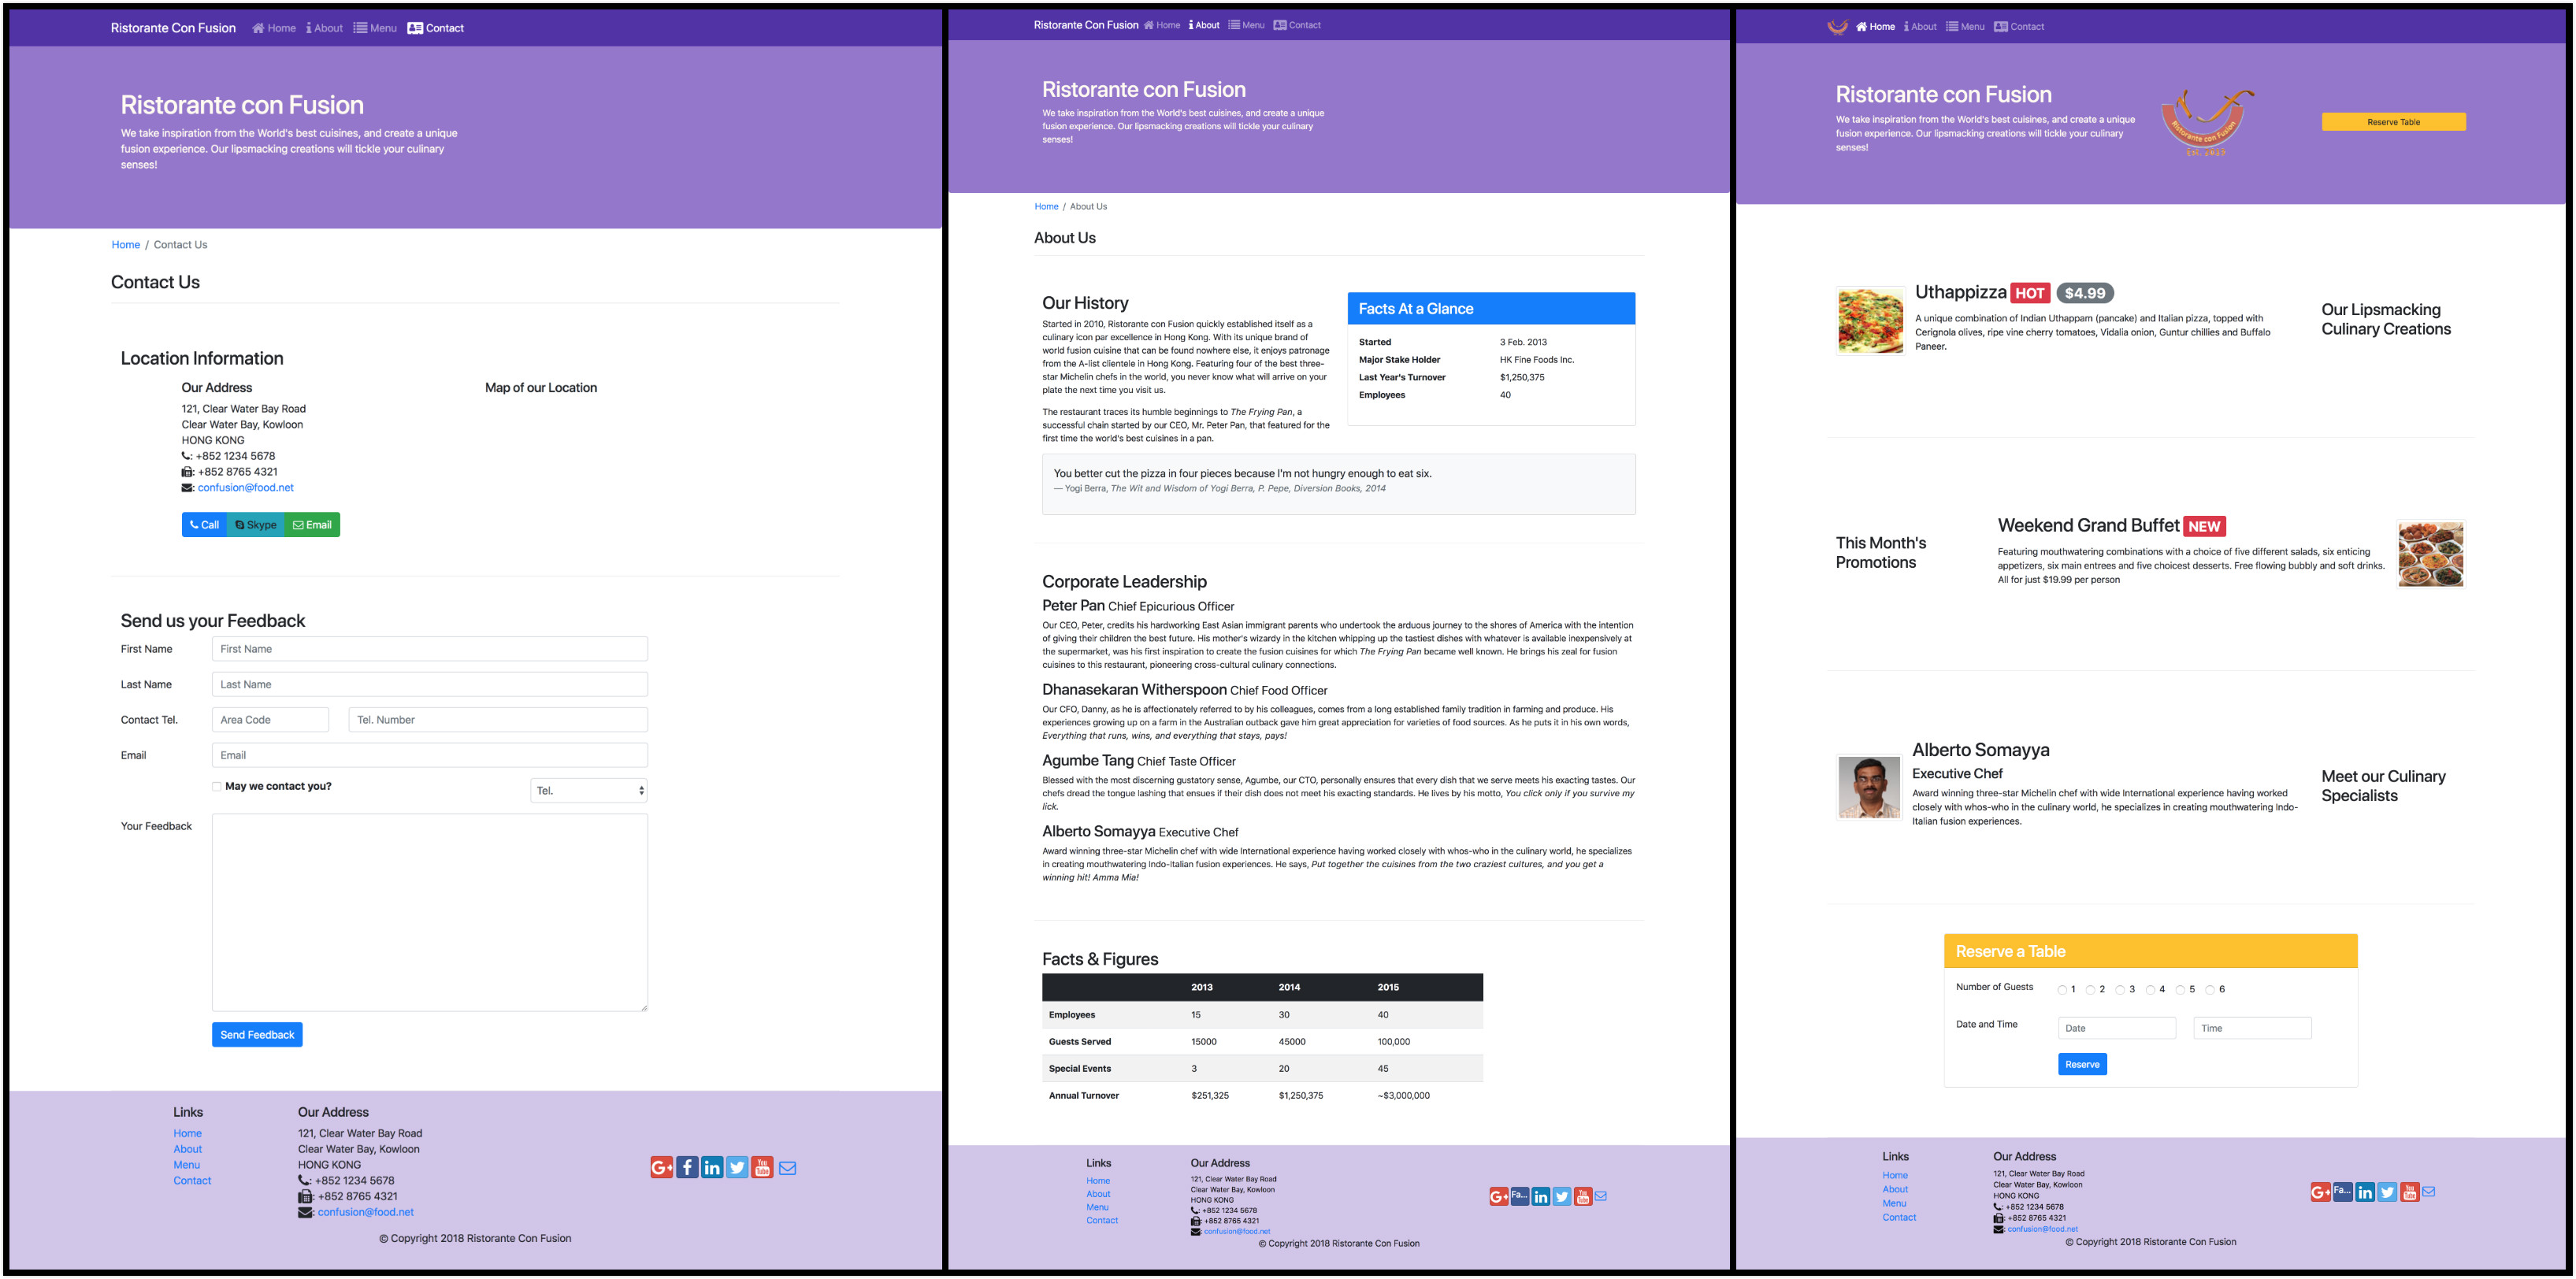 Ristorante Con Fusion Home About Menu Contact
Ristorante con Fusion
We take inspiration from the World's best cuisines, and create a unique
fusion experience. Our lipsmacking creations will tickle your culinary
senses!
Home / Contact Us
Contact Us
Location Information
Our Address
121, Clear Water Bay Road
Clear Water Bay, Kowloon
HONG KONG
: +852 1234 5678
: +852 8765 4321
: confusion@food.net
Map of our Location
Call Skype Email
Send us your Feedback
First Name First Name
Last Name Last Name
Contact Tel. Area Code Tel. Number
Email Email
May we contact you? Tel.
Your Feedback
Send Feedback
Links
Home
About
Menu
Contact
Our Address
121, Clear Water Bay Road
Clear Water Bay, Kowloon
HONG KONG
: +852 1234 5678
: +852 8765 4321
: confusion@food.net
G+ f in You Tube
© Copyright 2018 Ristorante Con Fusion
Ristorante Con Fusion Home About Menu Contact
Ristorante con Fusion
We take inspiration from the World's best cuisines, and create a unique
fusion experience. Our lipsmacking creations will tickle your culinary
senses!
Home / About Us
About Us
Our History
Started in 2010, Ristorante con Fusion quickly established itself as a
culinary icon par excellence in Hong Kong. With its unique brand of
world fusion cuisine that can be found nowhere else, it enjoys patronage
from the A-list clientele in Hong Kong. Featuring four of the best three-
star Michelin chefs in the world, you never know what will arrive on your
plate the next time you visit us.
The restaurant traces its humble beginnings to The Frying Pan, a
successful chain started by our CEO, Mr. Peter Pan, that featured for the
first time the world's best cuisines in a pan.
Facts At a Glance
Started 3 Feb. 2013
Major Stake Holder HK Fine Foods Inc.
Last Year's Turnover $1,250,375
Employees 40
You better cut the pizza in four pieces because I'm not hungry enough to eat six.
— Yogi Berra, The Wit and Wisdom of Yogi Berra, P. Pepe, Diversion Books, 2014
Corporate Leadership
Peter Pan Chief Epicurious Officer
Our CEO, Peter, credits his hardworking East Asian immigrant parents who undertook the arduous journey to the shores of America with the intention
of giving their children the best future. His mother's wizardy in the kitchen whipping up the tastiest dishes with whatever is available inexpensively at
the supermarket, was his first inspiration to create the fusion cuisines for which The Frying Pan became well known. He brings his zeal for fusion
cuisines to this restaurant, pioneering cross-cultural culinary connections.
Dhanasekaran Witherspoon Chief Food Officer
Our CFO, Danny, as he is affectionately referred to by his colleagues, comes from a long established family tradition in farming and produce. His
experiences growing up on a farm in the Australian outback gave him great appreciation for varieties of food sources. As he puts it in his own words,
Everything that runs, wins, and everything that stays, pays!
Agumbe Tang Chief Taste Officer
Blessed with the most discerning gustatory sense, Agumbe, our CTO, personally ensures that every dish that we serve meets his exacting tastes. Our
chefs dread the tongue lashing that ensues if their dish does not meet his exacting standards. He lives by his motto, You click only if you survive my
lick.
Alberto Somayya Executive Chef
Award winning three-star Michelin chef with wide International experience having worked closely with whos-who in the culinary world, he specializes
in creating mouthwatering Indo-Italian fusion experiences. He says, Put together the cuisines from the two craziest cultures, and you get a
winning hit! Amma Mia!
Facts & Figures
2013 2014 2015
Employees 15 30 40
Guests Served 15000 45000 100,000
Special Events 3 20 45
Annual Turnover $251,325 $1,250,375 ~$3,000,000
Links
Home
About
Menu
Contact
Our Address
121, Clear Water Bay Road
Clear Water Bay, Kowloon
HONG KONG
: +852 1234 5678
: +852 8765 4321
: confusion@food.net
G+ Fa... in You Tube
© Copyright 2018 Ristorante Con Fusion
Home About Menu Contact
Ristorante con Fusion
We take inspiration from the World's best cuisines, and create a unique
fusion experience. Our lipsmacking creations will tickle your culinary
senses!
Ristorante con Fusion
Reserve Table
Uthappizza HOT $4.99
A unique combination of Indian Uthappam (pancake) and Italian pizza, topped with
Cerignola olives, ripe vine cherry tomatoes, Vidalia onion, Guntur chillies and Buffalo
Paneer.
Our Lipsmacking
Culinary Creations
This Month's
Promotions
Weekend Grand Buffet NEW
Featuring mouthwatering combinations with a choice of five different salads, six enticing
appetizers, six main entrees and five choicest desserts. Free flowing bubbly and soft drinks.
All for just $19.99 per person
Alberto Somayya
Executive Chef
Award winning three-star Michelin chef with wide International experience having worked
closely with whos-who in the culinary world, he specializes in creating mouthwatering Indo-
Italian fusion experiences.
Meet our Culinary
Specialists
Reserve a Table
Number of Guests 1 2 3 4 5 6
Date and Time Date Time
Reserve
Links
Home
About
Menu
Contact
Our Address
121, Clear Water Bay Road
Clear Water Bay, Kowloon
HONG KONG
: +852 1234 5678
: +852 8765 4321
: confusion@food.net
G+ Fa... in You Tube
© Copyright 2018 Ristorante Con Fusion